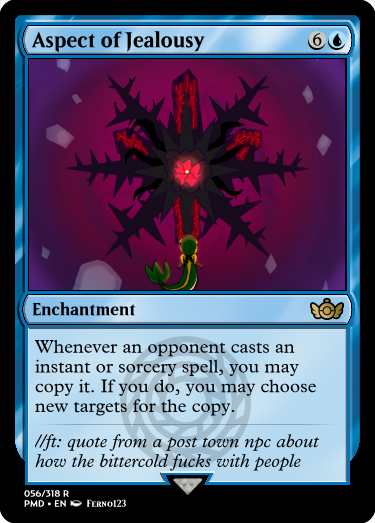 Aspect of Jealousy 6
Enchantment
Whenever an opponent casts an
instant or sorcery spell, you may
copy it. If you do, you may choose
new targets for the copy.
//ft: quote from a post town npc about
how the bittercold fucks with people
056/318 R
PMD • EN Ferno123